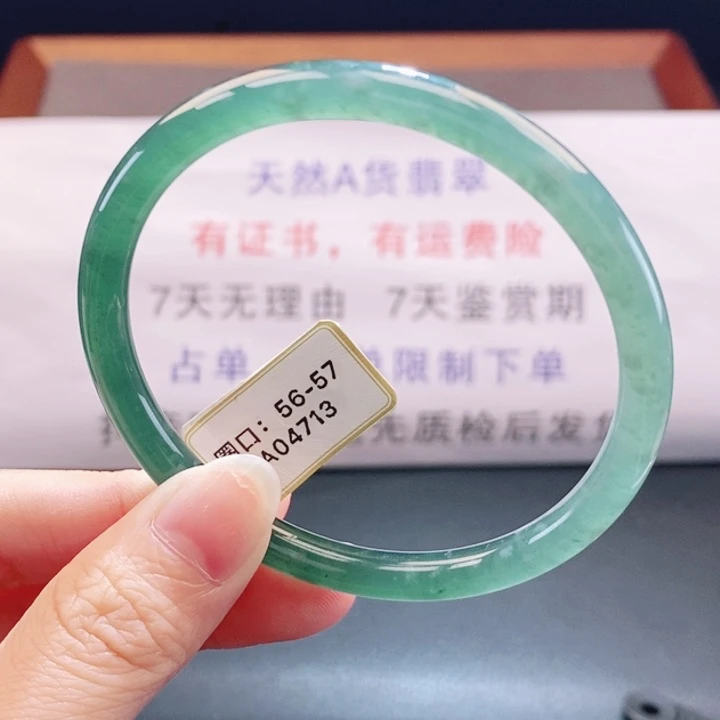 天然A货翡翠
有证书，有运费险
7天无理由 7天鉴赏期
占单 限制下单
先质检后发货
圈口：56-57
A04713